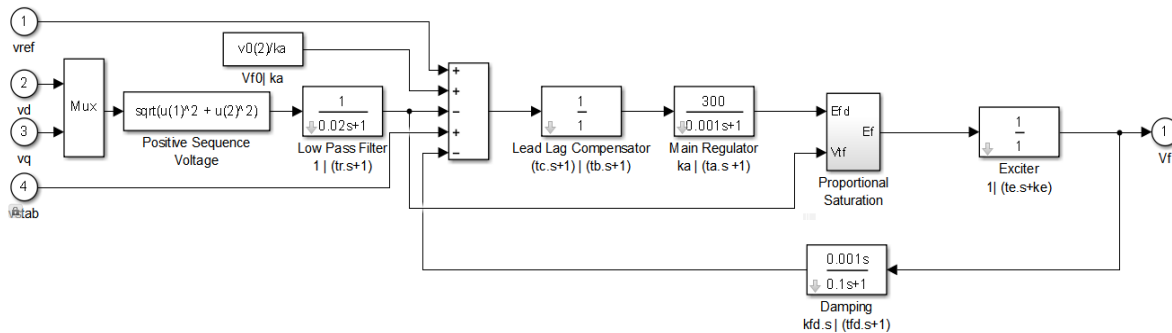 1
vref
2
vd
3
vq
4
vstab
Mux
sqrt(u(1)^2 + u(2)^2)
Positive Sequence
Voltage
v0(2)/ka
Vf0| ka
1
0.02s+1
Low Pass Filter
1 | (tr.s+1)
+
+
−
+
−
1
1
Lead Lag Compensator
(tc.s+1) | (tb.s+1)
300
0.001s+1
Main Regulator
ka | (ta.s +1)
Efd
Ef
Vtf
Proportional
Saturation
1
1
Exciter
1| (te.s+ke)
1
Vf
0.001s
0.1s+1
Damping
kfd.s | (tfd.s+1)